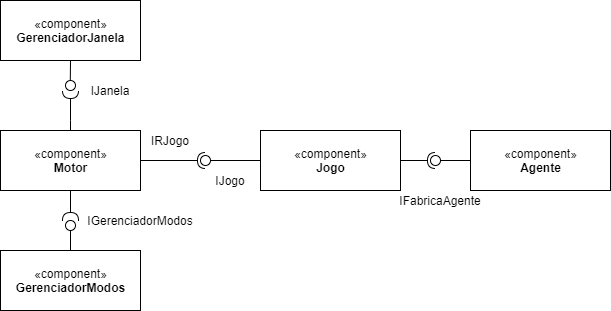 «component»
GerenciadorJanela
IJanela
IRJogo
«component»
Motor
«component»
Jogo
«component»
Agente
IJogo
IFabricaAgente
IGerenciadorModos
«component»
GerenciadorModos